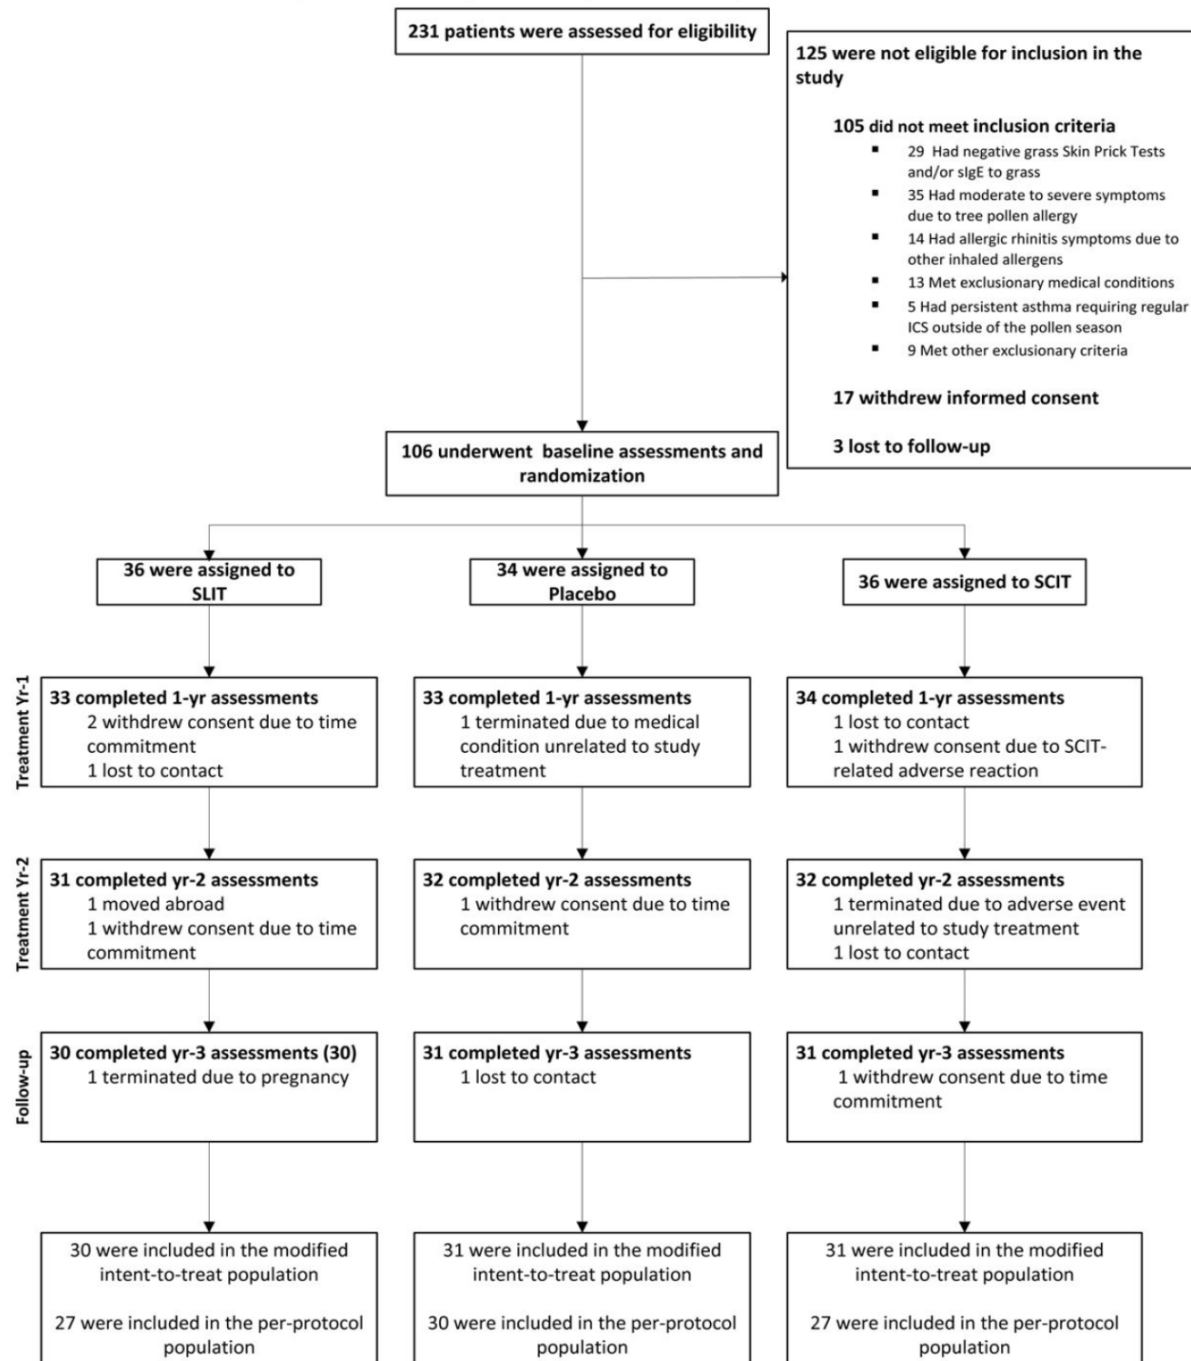 231 patients were assessed for eligibility
125 were not eligible for inclusion in the
study
105 did not meet inclusion criteria
▪ 29 Had negative grass Skin Prick Tests
and/or sIgE to grass
▪ 35 Had moderate to severe symptoms
due to tree pollen allergy
▪ 14 Had allergic rhinitis symptoms due to
other inhaled allergens
▪ 13 Met exclusionary medical conditions
▪ 5 Had persistent asthma requiring regular
ICS outside of the pollen season
▪ 9 Met other exclusionary criteria
17 withdrew informed consent
3 lost to follow-up
106 underwent baseline assessments and
randomization
36 were assigned to
SLIT
34 were assigned to
Placebo
36 were assigned to SCIT
Treatment Yr-1
33 completed 1-yr assessments
2 withdrew consent due to time
commitment
1 lost to contact
33 completed 1-yr assessments
1 terminated due to medical
condition unrelated to study
treatment
34 completed 1-yr assessments
1 lost to contact
1 withdrew consent due to SCIT-
related adverse reaction
Treatment Yr-2
31 completed yr-2 assessments
1 moved abroad
1 withdrew consent due to time
commitment
32 completed yr-2 assessments
1 withdrew consent due to time
commitment
32 completed yr-2 assessments
1 terminated due to adverse event
unrelated to study treatment
1 lost to contact
Follow-up
30 completed yr-3 assessments (30)
1 terminated due to pregnancy
31 completed yr-3 assessments
1 lost to contact
31 completed yr-3 assessments
1 withdrew consent due to time
commitment
30 were included in the modified
intent-to-treat population
27 were included in the per-protocol
population
31 were included in the modified
intent-to-treat population
30 were included in the per-protocol
population
31 were included in the modified
intent-to-treat population
27 were included in the per-protocol
population